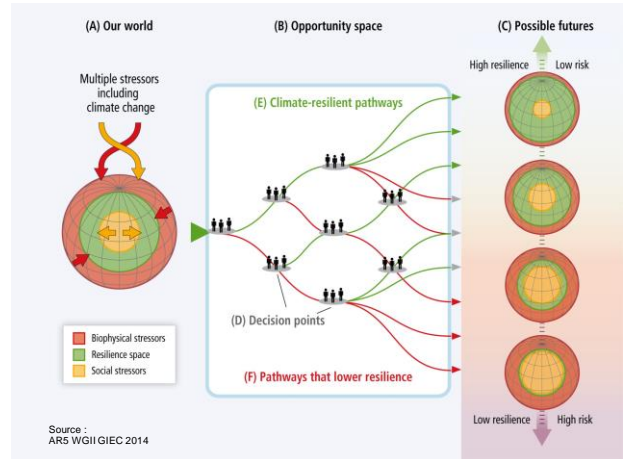 (A) Our world
(B) Opportunity space
(C) Possible futures
Multiple stressors
including
climate change
High resilience
Low risk
(E) Climate-resilient pathways
(D) Decision points
(F) Pathways that lower resilience
Biophysical stressors
Resilience space
Social stressors
Low resilience
High risk
Source :
AR5 WGII GIEC 2014